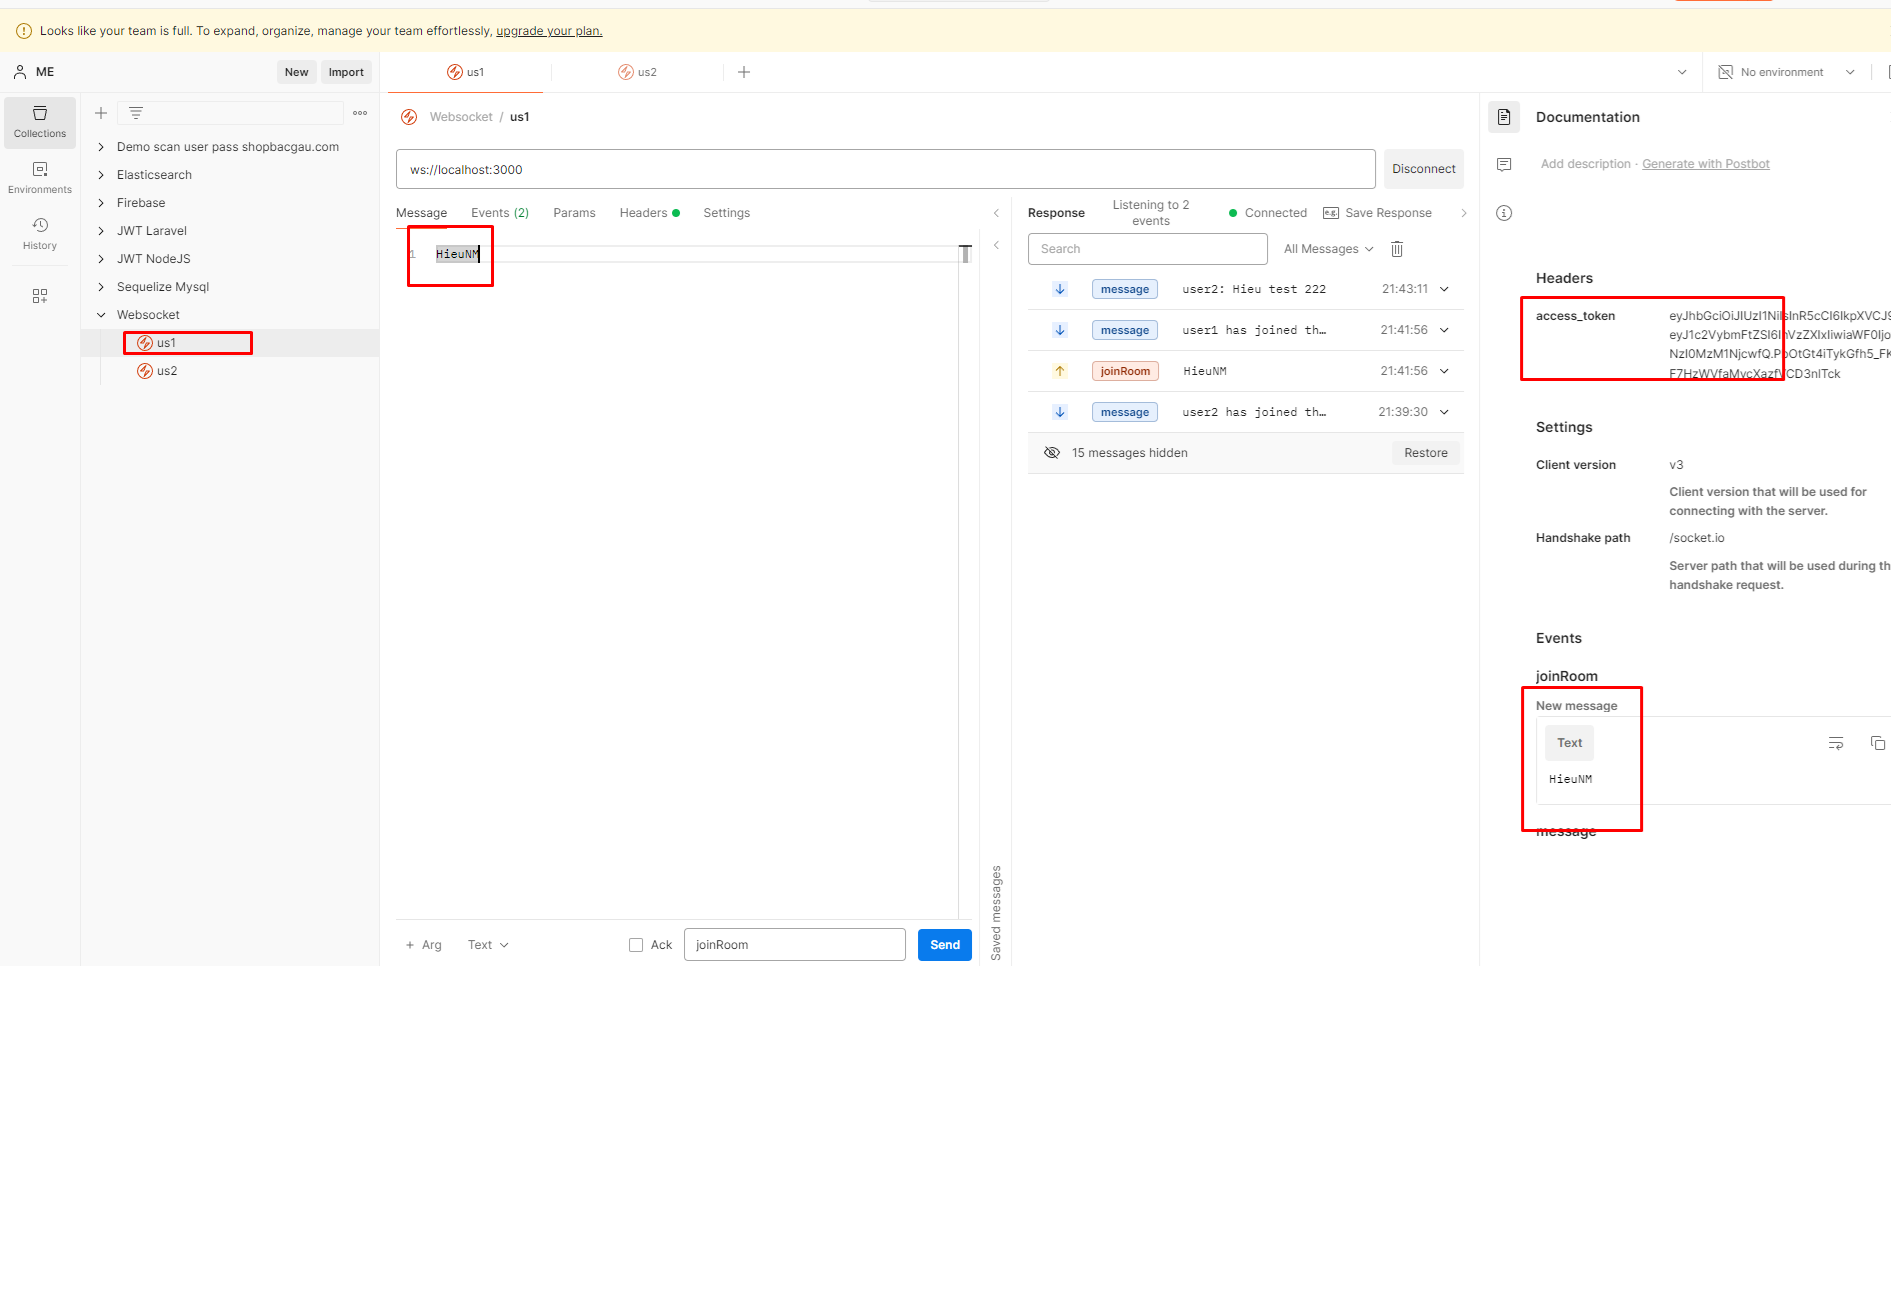 Looks like your team is full. To expand, organize, manage your team effortlessly, upgrade your plan.
ME
New
Import
us1
us2
No environment
Collections
Environments
History
Demo scan user pass shopbacgau.com
Elasticsearch
Firebase
JWT Laravel
JWT NodeJS
Sequelize Mysql
Websocket
us1
us2
Websocket / us1
ws://localhost:3000
Disconnect
Message
Events (2)
Params
Headers
Settings
1 HieuNM
+ Arg
Text
Ack
joinRoom
Send
Saved messages
Response
Listening to 2 events
Connected
Save Response
Search
All Messages
message user2: Hieu test 222 21:43:11
message user1 has joined th… 21:41:56
joinRoom HieuNM 21:41:56
message user2 has joined th… 21:39:30
15 messages hidden
Restore
Documentation
Add description · Generate with Postbot
Headers
access_token
Settings
Client version v3
Client version that will be used for
connecting with the server.
Handshake path /socket.io
Server path that will be used during th
handshake request.
Events
joinRoom
New message
Text
HieuNM
message